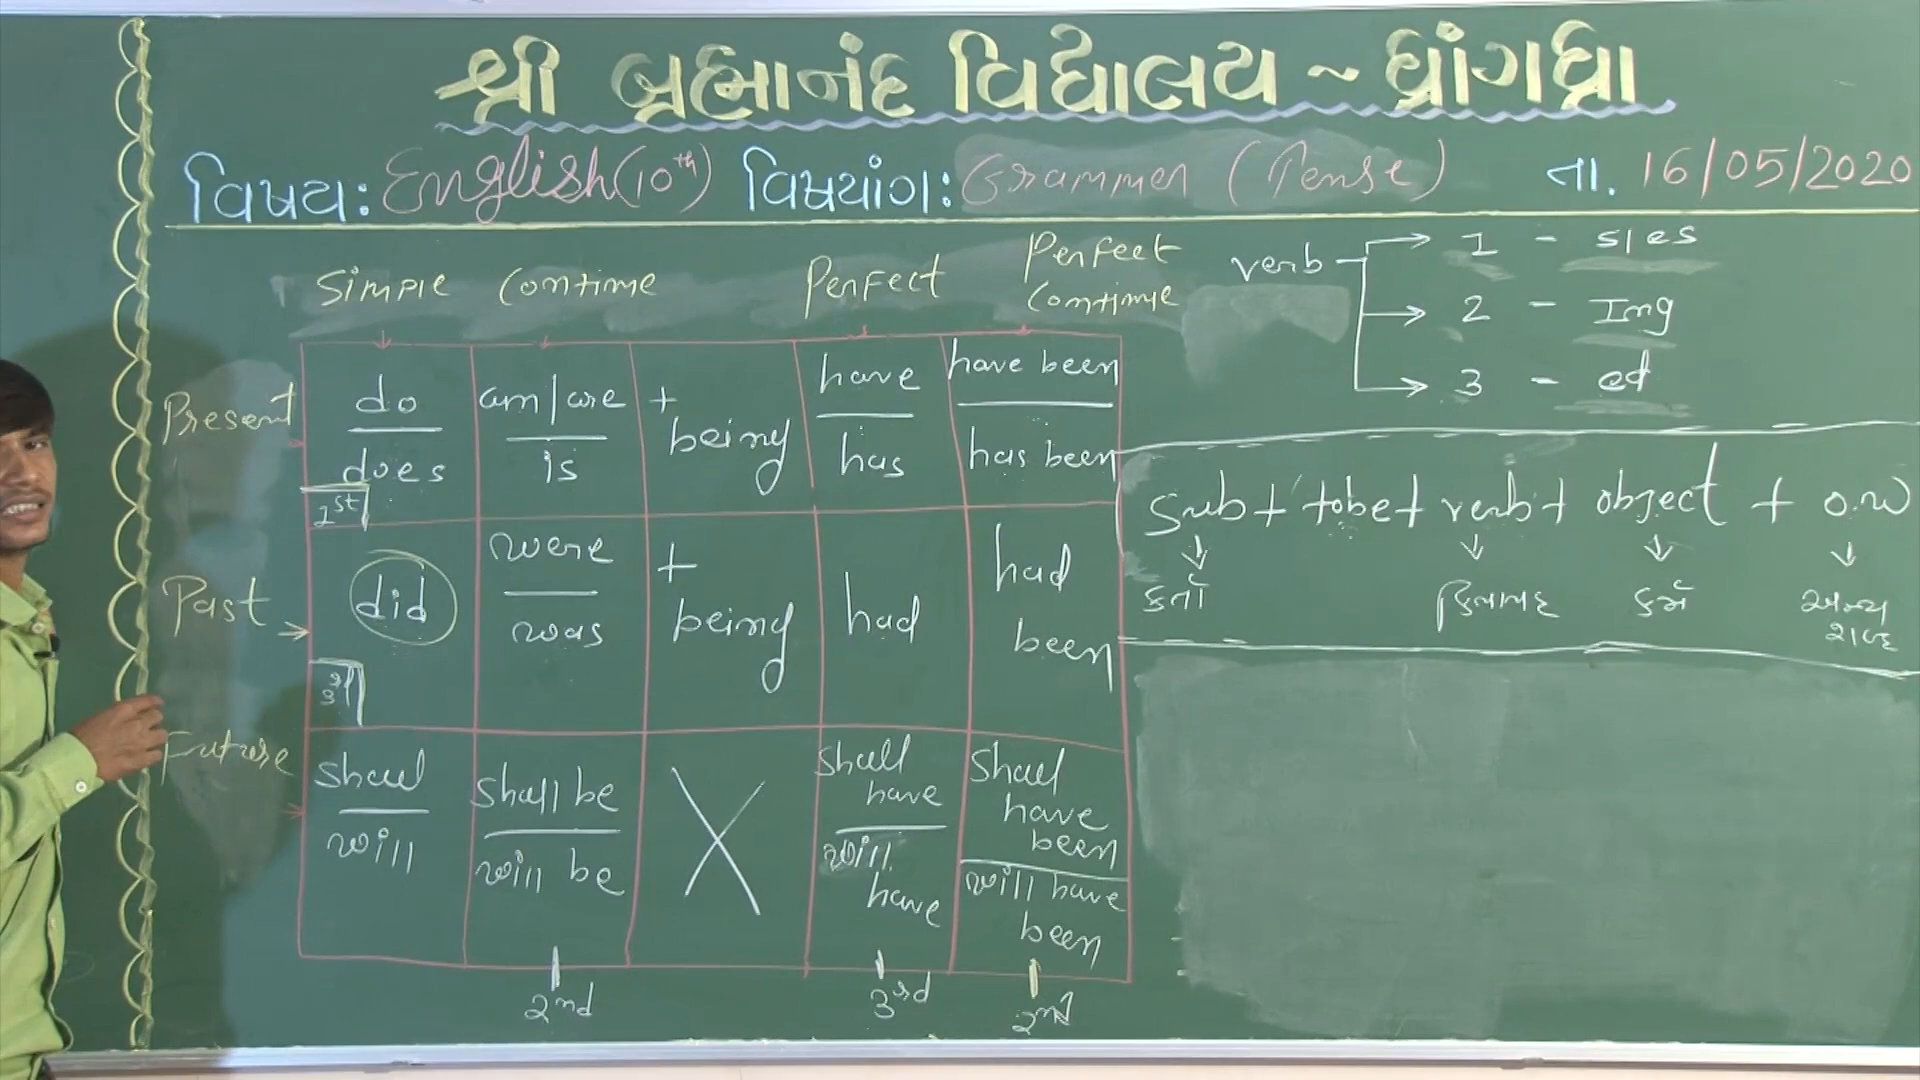 શ્રી બ્રહ્માનંદ વિદ્યાલય ~ ધ્રાંગધ્રા
વિષય: English (10th) વિષયાંગ: Grammer (Tense) તા. 16/05/2020
Simple Contime Perfect Perfect Contime
Present
do
does
1st
am/are
is
+ being
have
has
have been
has been
Past
did
were
was
+ being
had
had been
Future
shall
will
shall be
will be
X
shall have
will have
shall have been
will have been
2nd 3rd 2nd
verb
1 - s/es
2 - Ing
3 - ed
Sub + tobe + verb + object + o.w
કર્તા ક્રિયાપદ કર્મ અન્ય શબ્દ